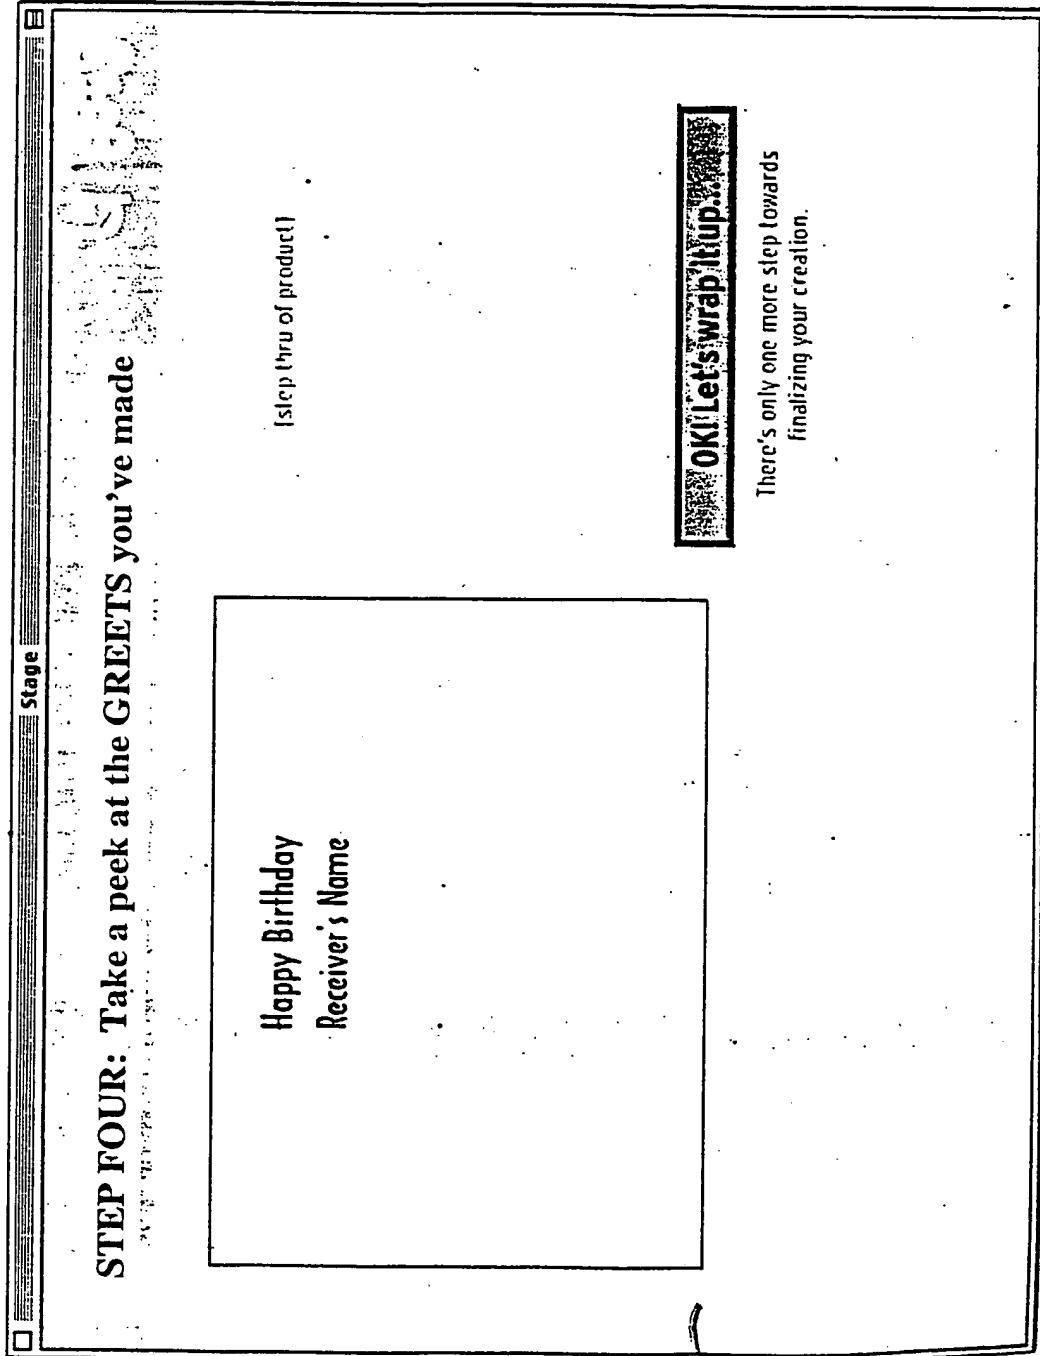 Stage
STEP FOUR: Take a peek at the GREETS you've made
Happy Birthday
Receiver's Name
[step thru of product]
OK! Let's wrap it up...
There's only one more step towards
finalizing your creation.